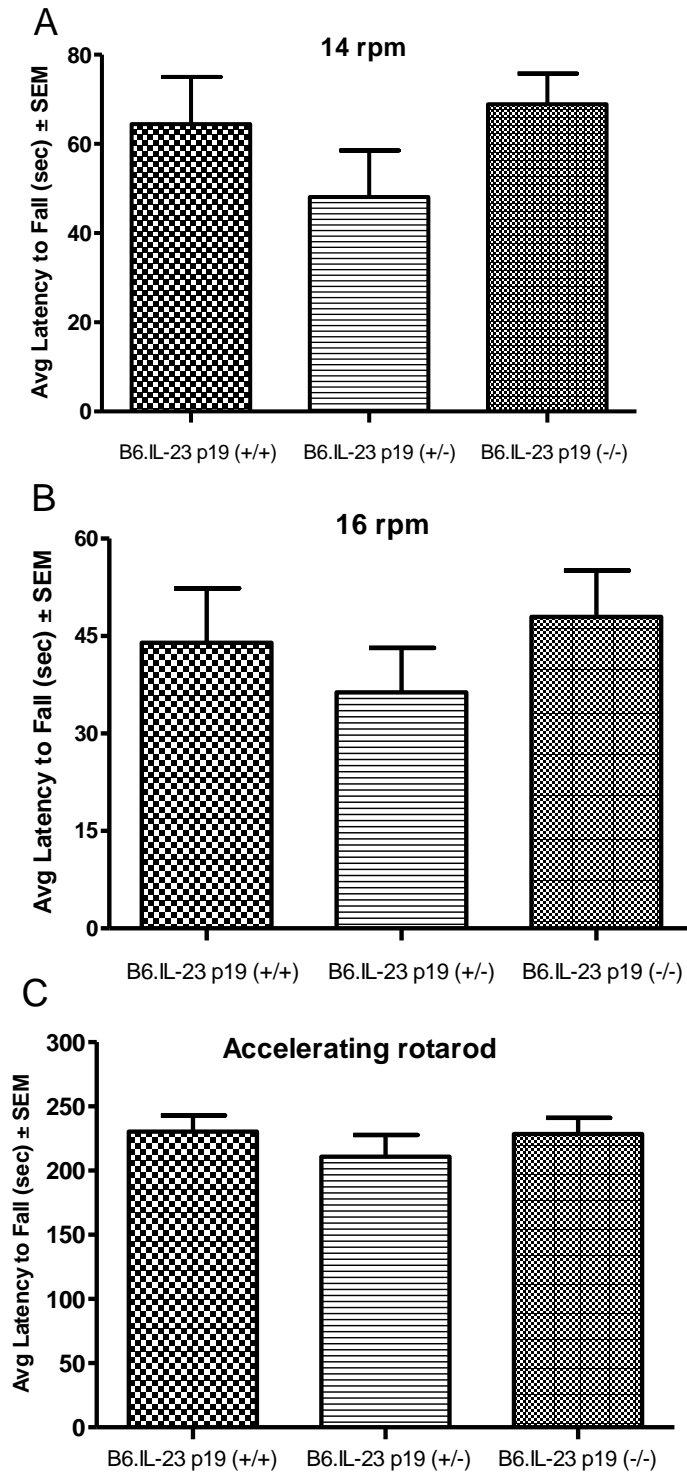 A
14 rpm
Avg Latency to Fall (sec) ± SEM
80
60
40
20
0
B6.IL-23 p19 (+/+) B6.IL-23 p19 (+/-) B6.IL-23 p19 (-/-)
B
16 rpm
Avg Latency to Fall (sec) ± SEM
60
45
30
15
0
B6.IL-23 p19 (+/+) B6.IL-23 p19 (+/-) B6.IL-23 p19 (-/-)
C
Accelerating rotarod
Avg Latency to Fall (sec) ± SEM
300
250
200
150
100
50
0
B6.IL-23 p19 (+/+) B6.IL-23 p19 (+/-) B6.IL-23 p19 (-/-)